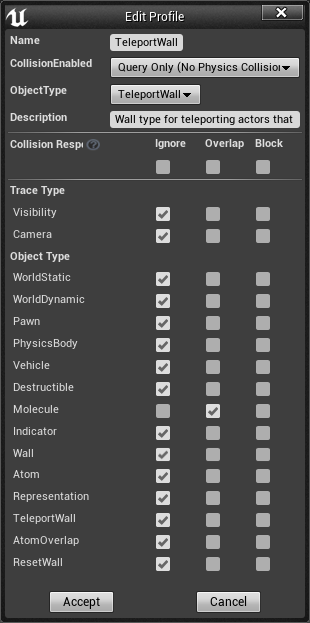 Edit Profile
Name TeleportWall
CollisionEnabled Query Only (No Physics Collision
ObjectType TeleportWall
Description Wall type for teleporting actors that
Collision Respo Ignore Overlap Block
Trace Type
Visibility
Camera
Object Type
WorldStatic
WorldDynamic
Pawn
PhysicsBody
Vehicle
Destructible
Molecule
Indicator
Wall
Atom
Representation
TeleportWall
AtomOverlap
ResetWall
Accept Cancel